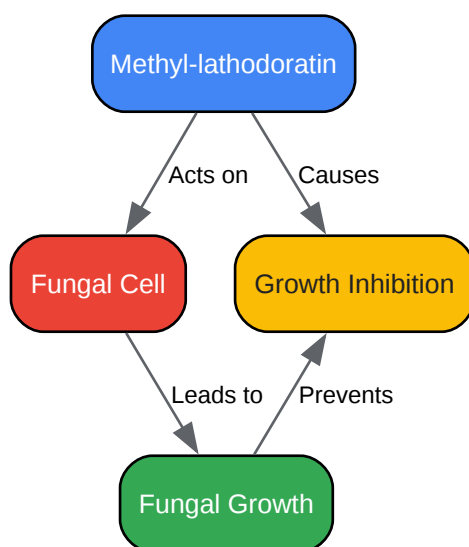 Methyl-lathodoratin
Acts on
Causes
Fungal Cell
Growth Inhibition
Leads to
Prevents
Fungal Growth